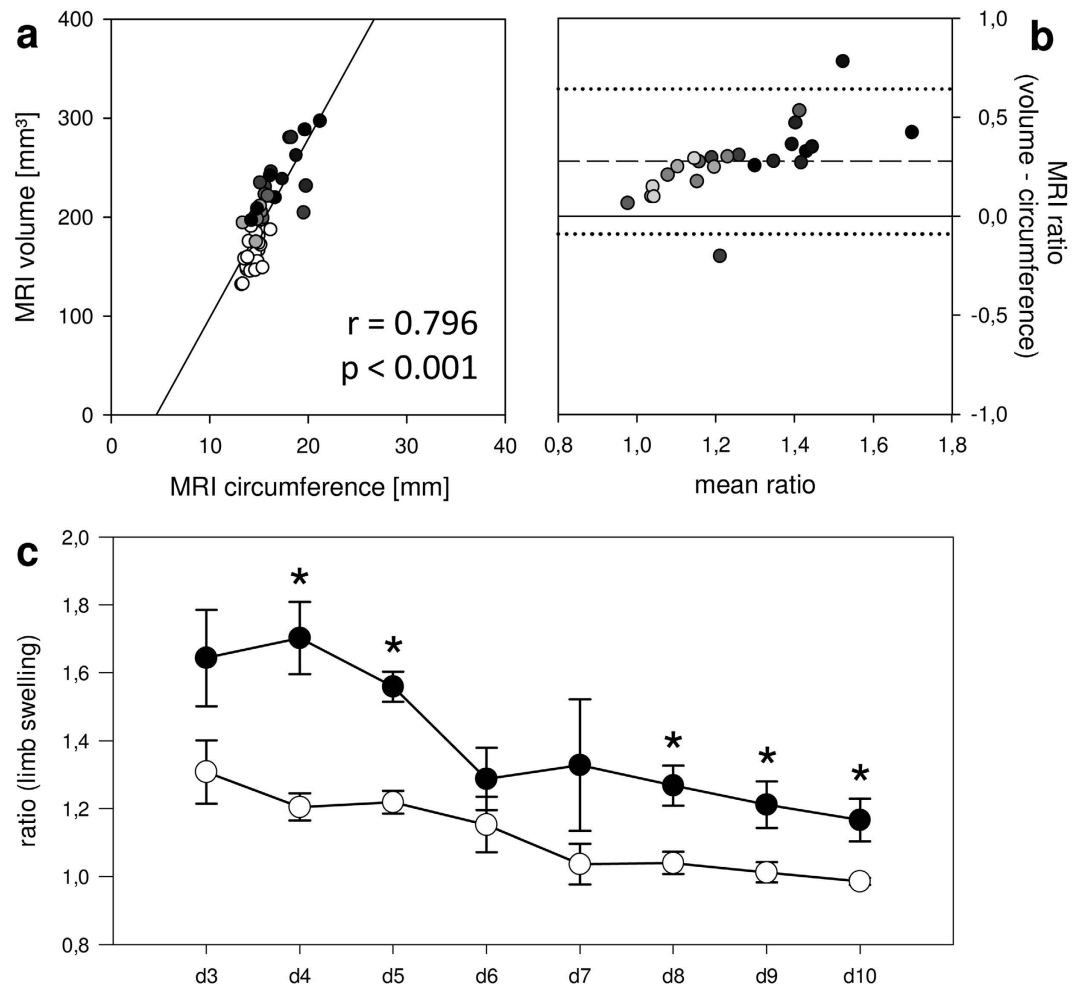 a
400
300
200
100
0
MRI volume [mm³]
r = 0.796
p < 0.001
0
10
20
30
40
MRI circumference [mm]
b
1,0
0,5
0,0
-0,5
-1,0
MRI ratio
(volume - circumference)
0,8
1,0
1,2
1,4
1,6
1,8
mean ratio
c
2,0
1,8
1,6
1,4
1,2
1,0
0,8
ratio (limb swelling)
*
*
*
*
*
d3
d4
d5
d6
d7
d8
d9
d10